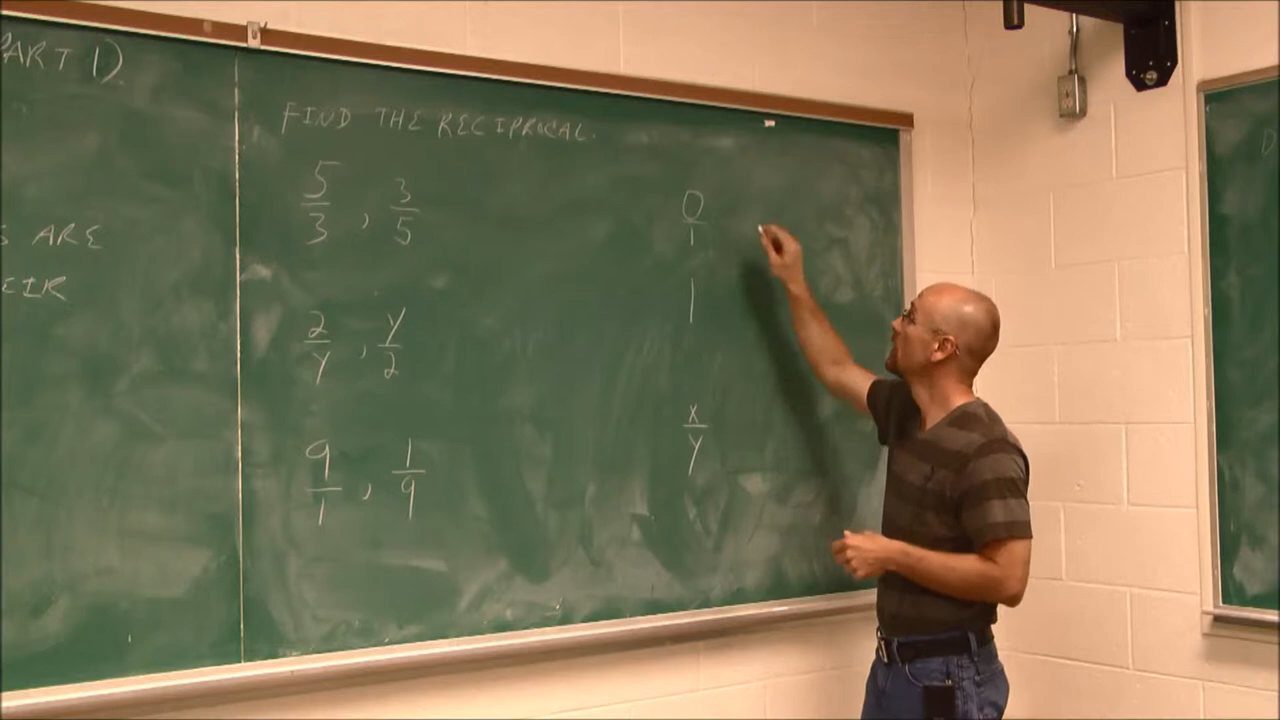 PART 1).
ARE
FIND THE RECIPROCAL.
5/3, 3/5
2/y, y/2
9/1, 1/9
0/1
1
x/y